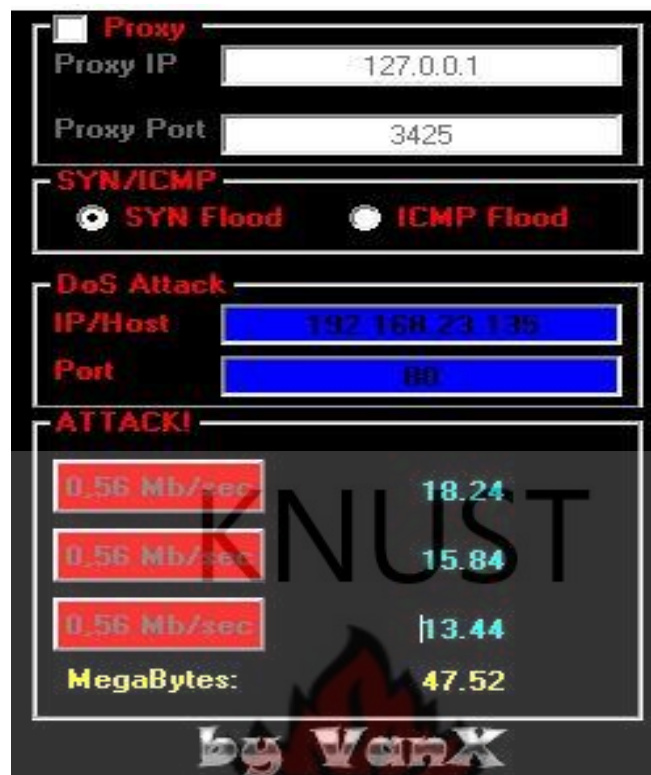 Proxy
Proxy IP 127.0.0.1
Proxy Port 3425
SYN/ICMP
SYN Flood ICMP Flood
DoS Attack
IP/Host 192.168.23.135
Port 80
ATTACK!
0,56 Mb/sec 18.24
0,56 Mb/sec 15.84
0,56 Mb/sec 13.44
KNUST
MegaBytes: 47.52
by VanX